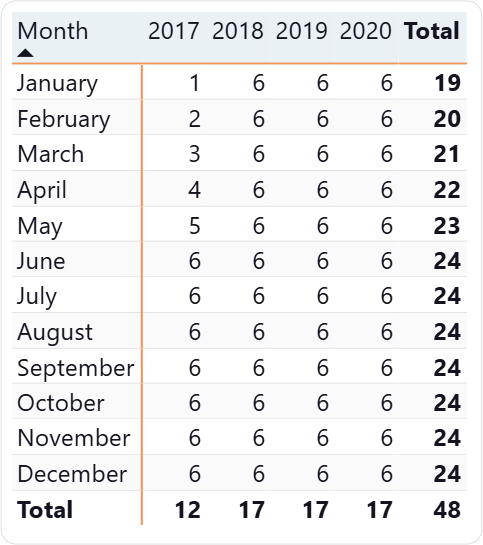 Month 2017 2018 2019 2020 Total
January 1 6 6 6 19
February 2 6 6 6 20
March 3 6 6 6 21
April 4 6 6 6 22
May 5 6 6 6 23
June 6 6 6 6 24
July 6 6 6 6 24
August 6 6 6 6 24
September 6 6 6 6 24
October 6 6 6 6 24
November 6 6 6 6 24
December 6 6 6 6 24
Total 12 17 17 17 48